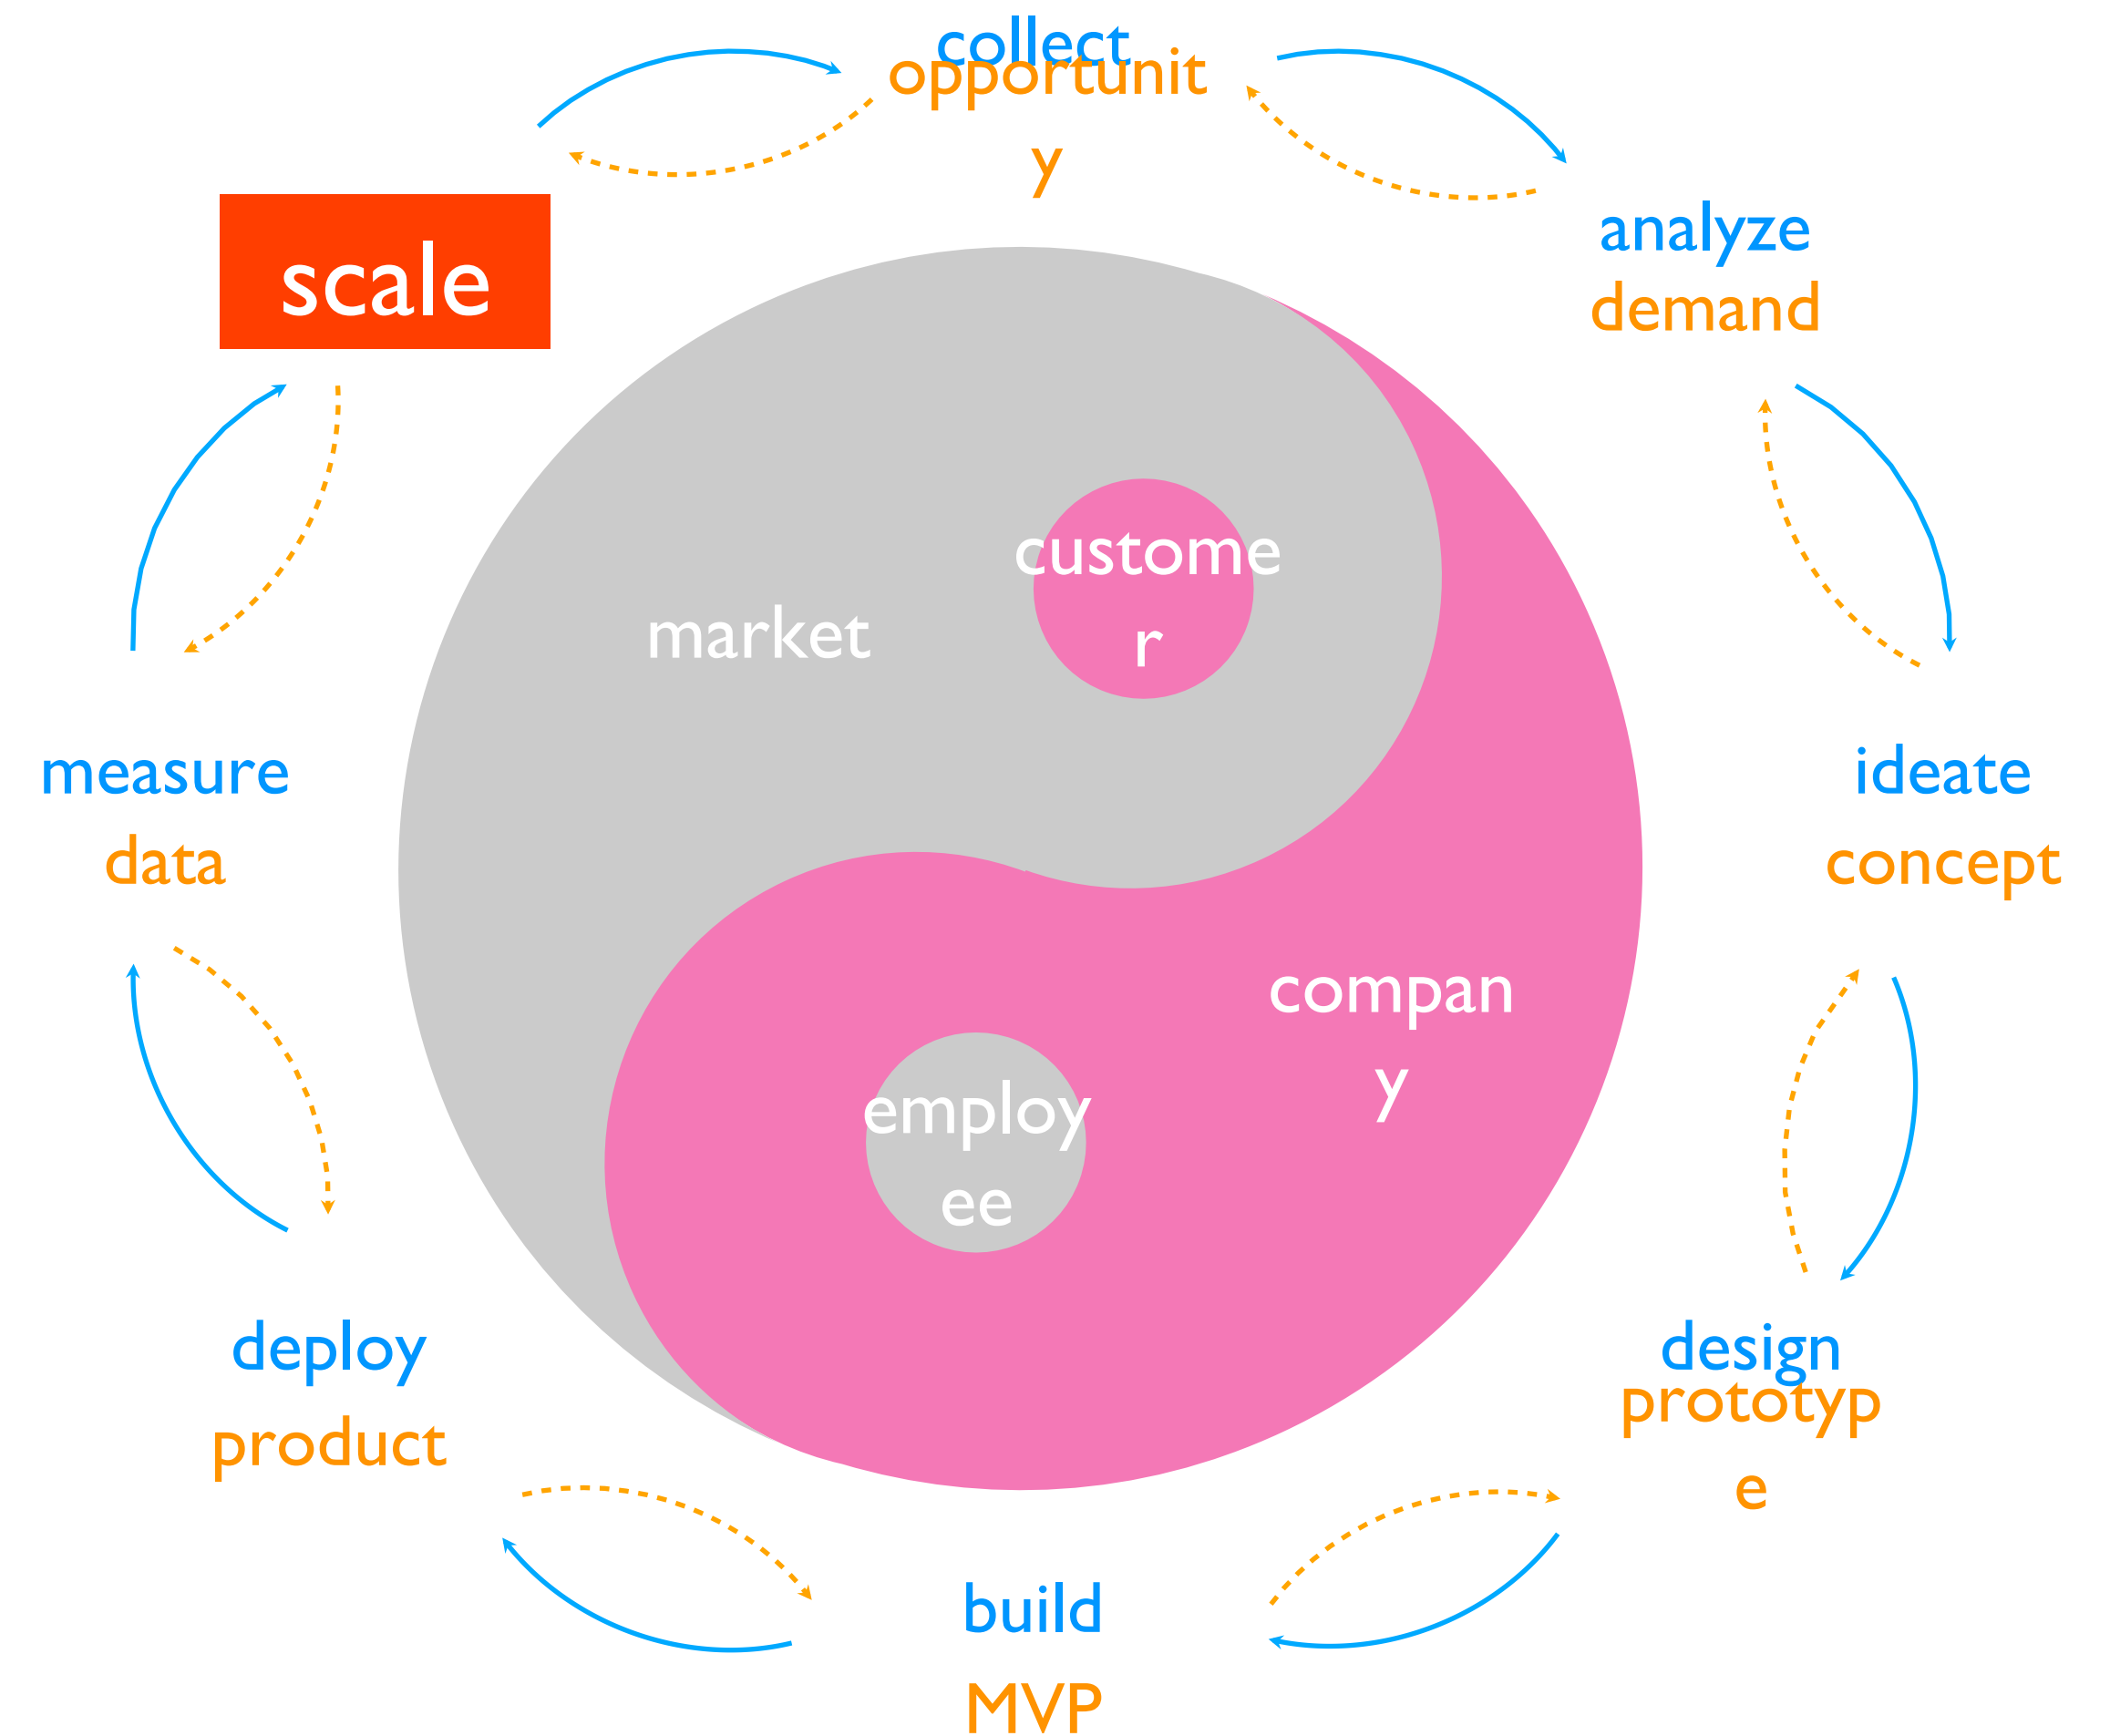 collect
opportunit
y
scale
analyze
demand
custome
r
market
measure
data
ideate
concept
compan
y
employ
ee
deploy
product
design
prototyp
e
build
MVP